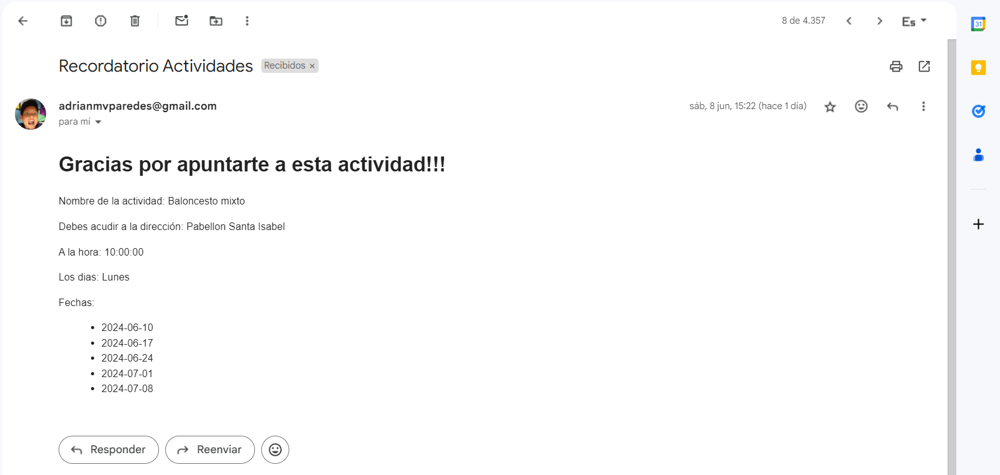 8 de 4.357
Es
31
Recordatorio Actividades Recibidos ×
adrianmvparedes@gmail.com sáb, 8 jun, 15:22 (hace 1 día)
para mí
Gracias por apuntarte a esta actividad!!!
Nombre de la actividad: Baloncesto mixto
Debes acudir a la dirección: Pabellon Santa Isabel
A la hora: 10:00:00
Los dias: Lunes
Fechas:
• 2024-06-10
• 2024-06-17
• 2024-06-24
• 2024-07-01
• 2024-07-08
Responder Reenviar